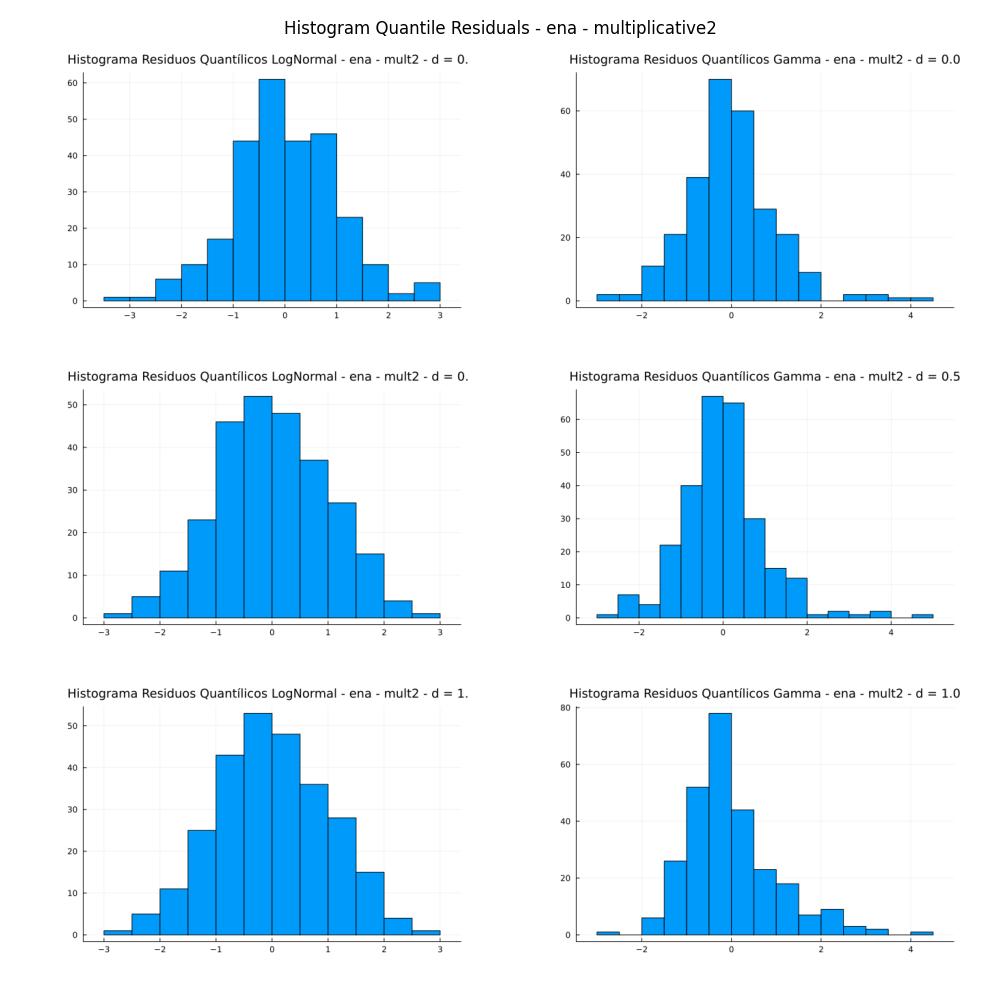 Histogram Quantile Residuals - ena - multiplicative2
Histograma Residuos Quantílicos LogNormal - ena - mult2 - d = 0.
60
50
40
30
20
10
0
−3 −2 −1 0 1 2 3
Histograma Residuos Quantílicos Gamma - ena - mult2 - d = 0.0
60
40
20
0
−2 0 2 4
Histograma Residuos Quantílicos LogNormal - ena - mult2 - d = 0.
50
40
30
20
10
0
−3 −2 −1 0 1 2 3
Histograma Residuos Quantílicos Gamma - ena - mult2 - d = 0.5
60
50
40
30
20
10
0
−2 0 2 4
Histograma Residuos Quantílicos LogNormal - ena - mult2 - d = 1.
50
40
30
20
10
0
−3 −2 −1 0 1 2 3
Histograma Residuos Quantílicos Gamma - ena - mult2 - d = 1.0
80
60
40
20
0
−2 0 2 4